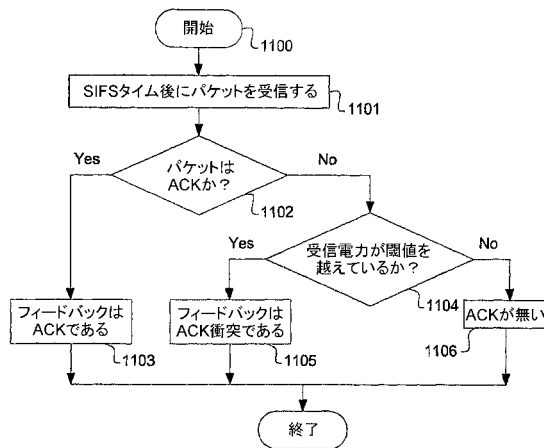 開始
1100
SIFSタイム後にパケットを受信する
1101
Yes
パケットは
ACKか？
No
1102
Yes
受信電力が閾値を
越えているか？
No
1104
フィードバックは
ACKである
1103
フィードバックは
ACK衝突である
1105
ACKが無い
1106
終了